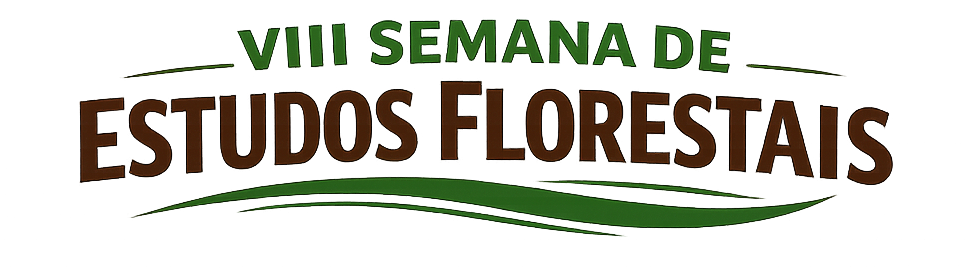 VIII SEMANA DE
ESTUDOS FLORESTAIS